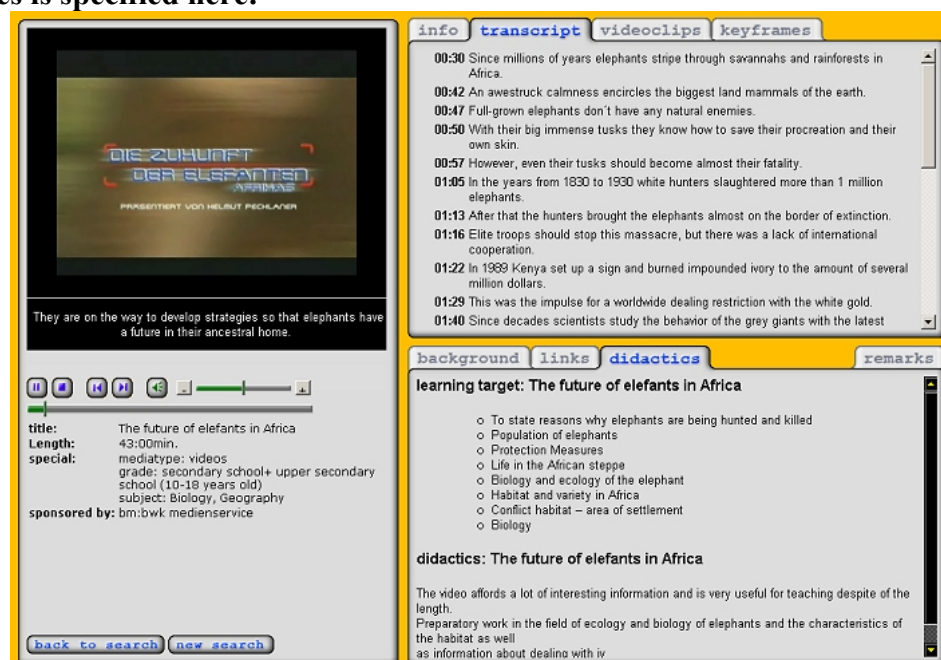 es is specified here.
DIE ZUKUNFT
DER ELEFANTEN
AFRIKAS
PRÄSENTIERT VON HELMUT PECHLANER
They are on the way to develop strategies so that elephants have
a future in their ancestral home.
-
+
title: The future of elefants in Africa
Length: 43:00min.
special: mediatype: videos
grade: secondary school+ upper secondary
school (10-18 years old)
subject: Biology, Geography
sponsored by: bm:bwk medienservice
back to search new search
info transcript videoclips keyframes
00:30 Since millions of years elephants stripe through savannahs and rainforests in
Africa.
00:42 An awestruck calmness encircles the biggest land mammals of the earth.
00:47 Full-grown elephants don´t have any natural enemies.
00:50 With their big immense tusks they know how to save their procreation and their
own skin.
00:57 However, even their tusks should become almost their fatality.
01:05 In the years from 1830 to 1930 white hunters slaughtered more than 1 million
elephants.
01:13 After that the hunters brought the elephants almost on the border of extinction.
01:16 Elite troops should stop this massacre, but there was a lack of international
cooperation.
01:22 In 1989 Kenya set up a sign and burned impounded ivory to the amount of several
million dollars.
01:29 This was the impulse for a worldwide dealing restriction with the white gold.
01:40 Since decades scientists study the behavior of the grey giants with the latest
background links didactics remarks
learning target: The future of elefants in Africa
o To state reasons why elephants are being hunted and killed
o Population of elephants
o Protection Measures
o Life in the African steppe
o Biology and ecology of the elephant
o Habitat and variety in Africa
o Conflict habitat – area of settlement
o Biology
didactics: The future of elefants in Africa
The video affords a lot of interesting information and is very useful for teaching despite of the
length.
Preparatory work in the field of ecology and biology of elephants and the characteristics of
the habitat as well
as information about dealing with iv